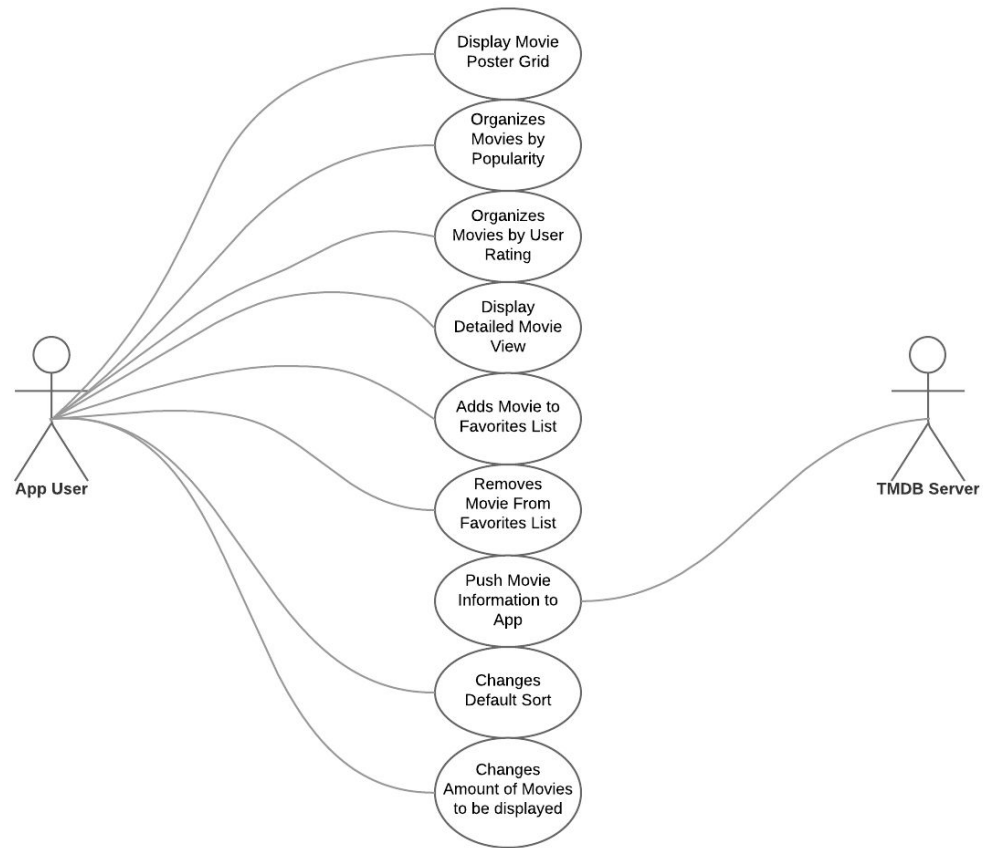 Display Movie
Poster Grid
Organizes
Movies by
Popularity
Organizes
Movies by User
Rating
Display
Detailed Movie
View
Adds Movie to
Favorites List
Removes
Movie From
Favorites List
Push Movie
Information to
App
Changes
Default Sort
Changes
Amount of Movies
to be displayed
App User
TMDB Server